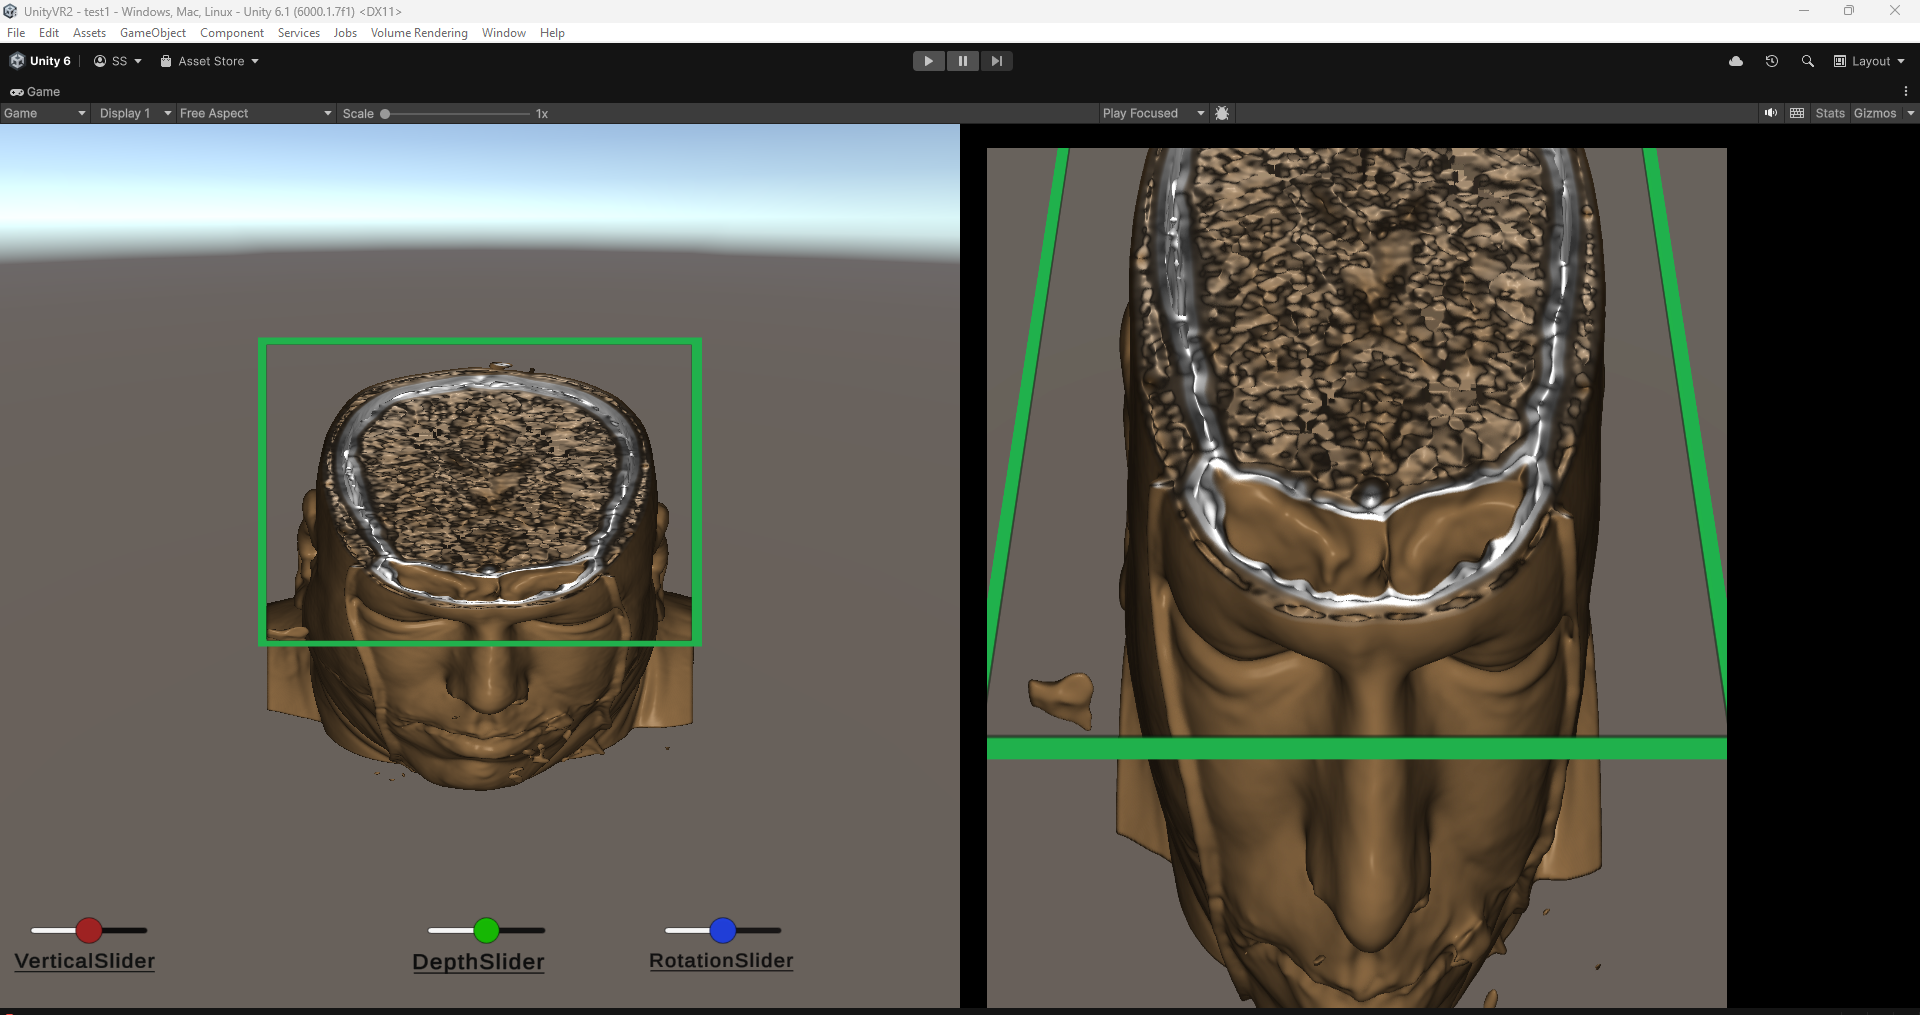 UnityVR2 - test1 - Windows, Mac, Linux - Unity 6.1 (6000.1.7f1) <DX11>
File Edit Assets GameObject Component Services Jobs Volume Rendering Window Help
Unity 6 SS Asset Store Layout
Game
Game Display 1 Free Aspect Scale 1x Play Focused Stats Gizmos
VerticalSlider DepthSlider RotationSlider